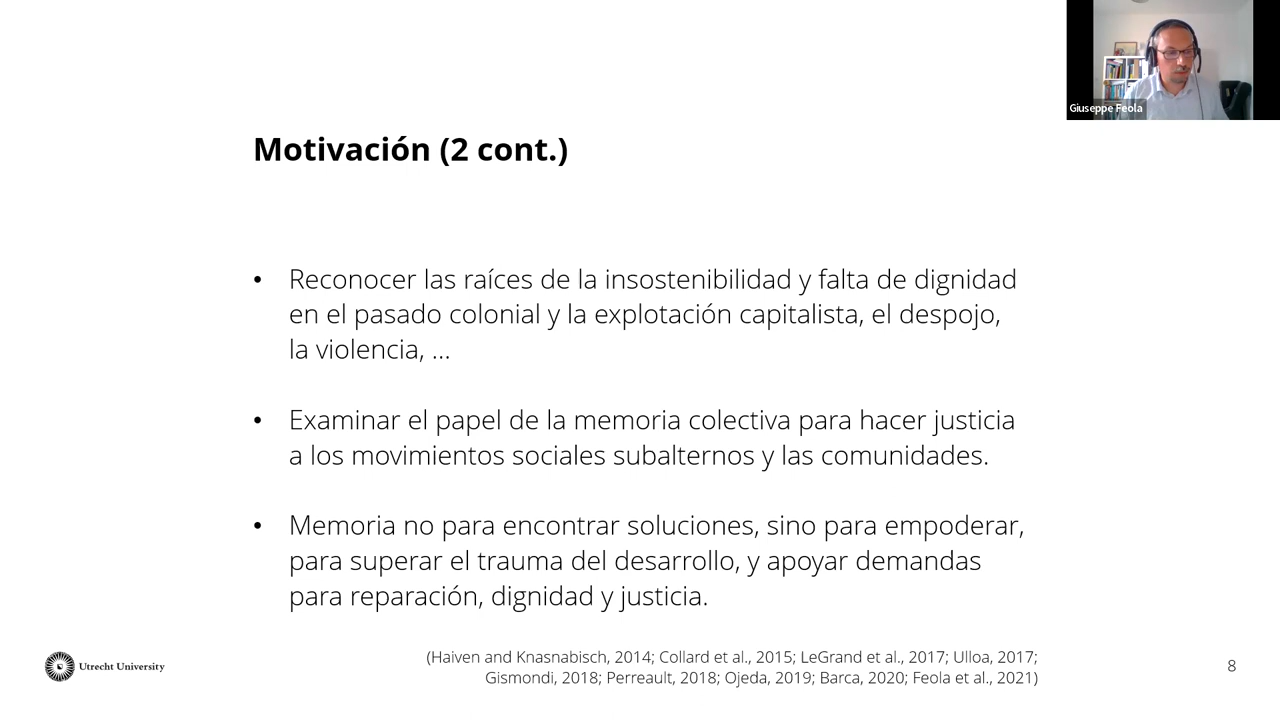 Giuseppe Feola
Motivación (2 cont.)
• Reconocer las raíces de la insostenibilidad y falta de dignidad
en el pasado colonial y la explotación capitalista, el despojo,
la violencia, ...
• Examinar el papel de la memoria colectiva para hacer justicia
a los movimientos sociales subalternos y las comunidades.
• Memoria no para encontrar soluciones, sino para empoderar,
para superar el trauma del desarrollo, y apoyar demandas
para reparación, dignidad y justicia.
(Haiven and Knasnabisch, 2014; Collard et al., 2015; LeGrand et al., 2017; Ulloa, 2017;
Gismondi, 2018; Perreault, 2018; Ojeda, 2019; Barca, 2020; Feola et al., 2021)
Utrecht University
8